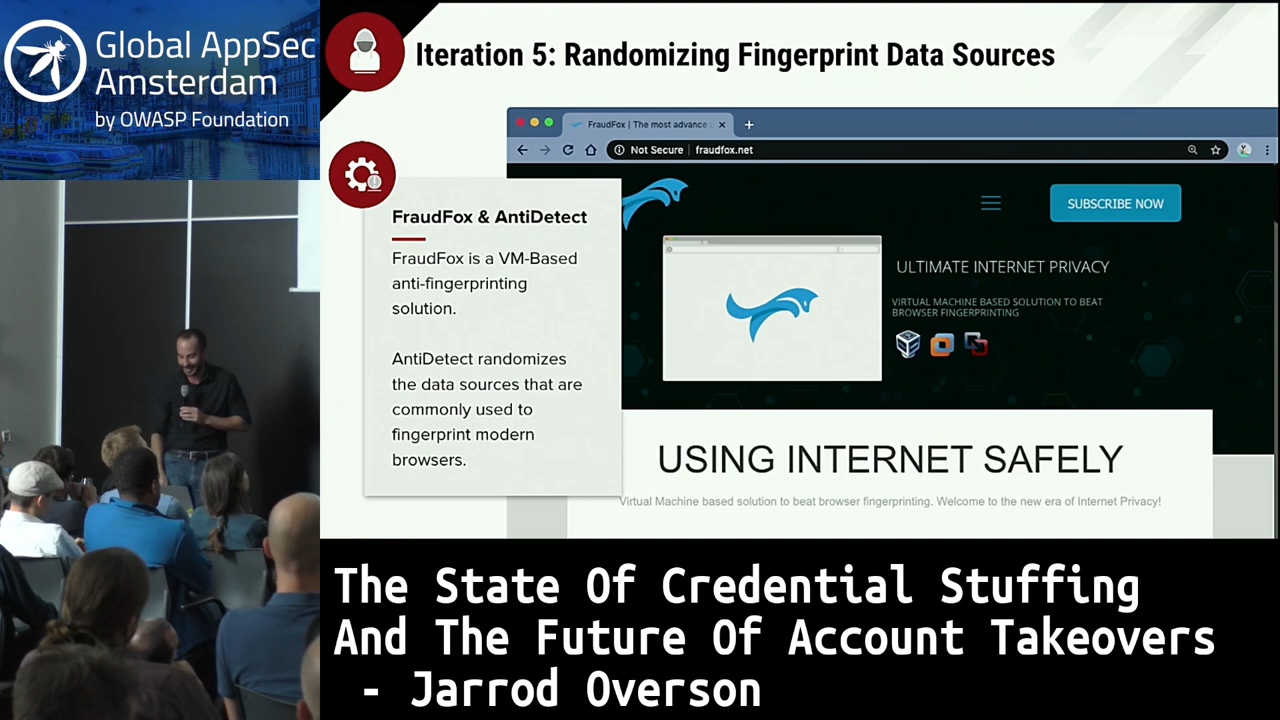 Global AppSec
Amsterdam
by OWASP Foundation
Iteration 5: Randomizing Fingerprint Data Sources
FraudFox | The most advance
Not Secure | fraudfox.net
FraudFox & AntiDetect
FraudFox is a VM-Based
anti-fingerprinting
solution.
AntiDetect randomizes
the data sources that are
commonly used to
fingerprint modern
browsers.
SUBSCRIBE NOW
ULTIMATE INTERNET PRIVACY
VIRTUAL MACHINE BASED SOLUTION TO BEAT
BROWSER FINGERPRINTING
USING INTERNET SAFELY
Virtual Machine based solution to beat browser fingerprinting. Welcome to the new era of Internet Privacy!
The State Of Credential Stuffing
And The Future Of Account Takeovers
- Jarrod Overson